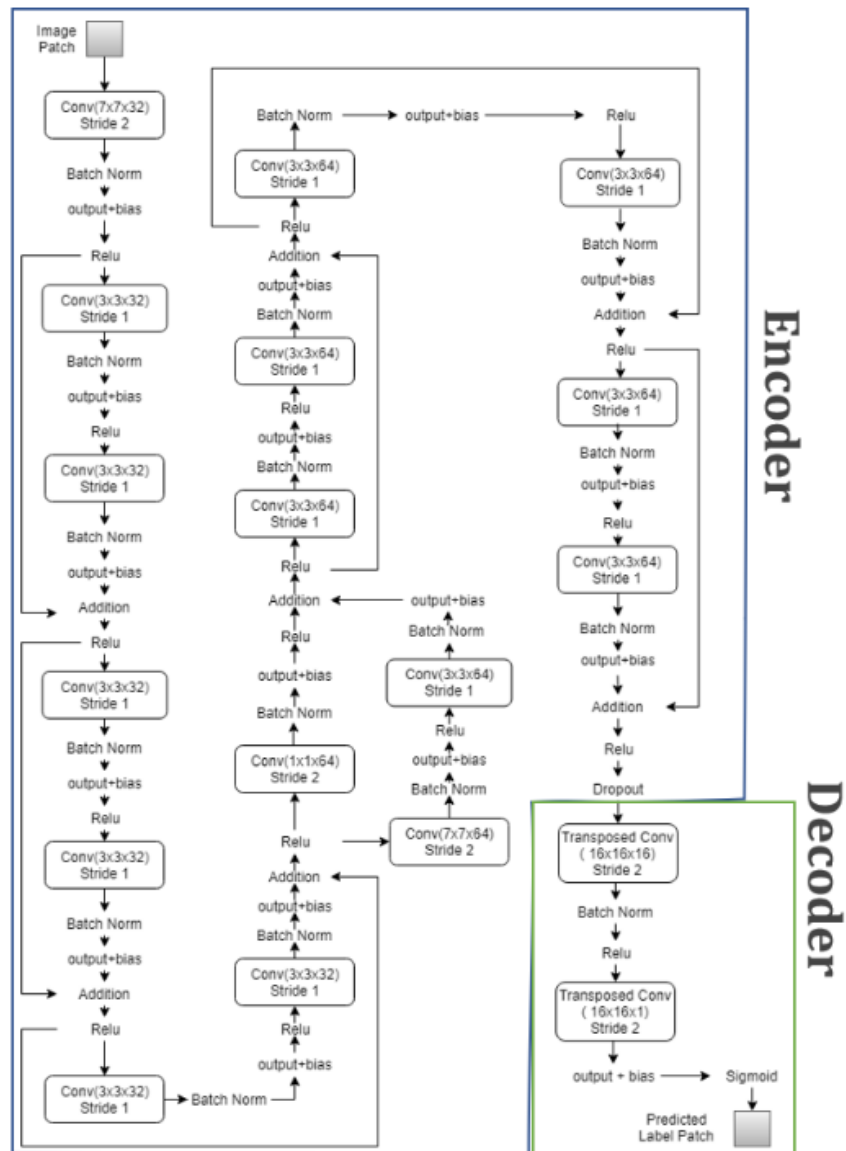 Image
Patch
Conv(7x7x32)
Stride 2
Batch Norm
output+bias
Relu
Conv(3x3x32)
Stride 1
Batch Norm
output+bias
Relu
Conv(3x3x32)
Stride 1
Batch Norm
output+bias
Addition
Relu
Conv(3x3x32)
Stride 1
Batch Norm
output+bias
Relu
Conv(3x3x32)
Stride 1
Batch Norm
output+bias
Addition
Relu
Conv(3x3x32)
Stride 1
Batch Norm
output+bias
Relu
Conv(3x3x32)
Stride 1
Batch Norm
output+bias
Addition
Relu
Conv(1x1x64)
Stride 2
Batch Norm
output+bias
Relu
Conv(7x7x64)
Stride 2
Batch Norm
output+bias
Relu
Conv(3x3x64)
Stride 1
Batch Norm
output+bias
Addition
Relu
Conv(3x3x64)
Stride 1
Batch Norm
output+bias
Relu
Conv(3x3x64)
Stride 1
Batch Norm
output+bias
Addition
Relu
Conv(3x3x64)
Stride 1
Batch Norm
output+bias
Relu
Conv(3x3x64)
Stride 1
Batch Norm
output+bias
Addition
Relu
Conv(3x3x64)
Stride 1
Batch Norm
output+bias
Relu
Conv(3x3x64)
Stride 1
Batch Norm
output+bias
Addition
Relu
Dropout
Encoder
Transposed Conv
( 16x16x16)
Stride 2
Batch Norm
Relu
Transposed Conv
( 16x16x1)
Stride 2
output + bias
Sigmoid
Predicted
Label Patch
Decoder